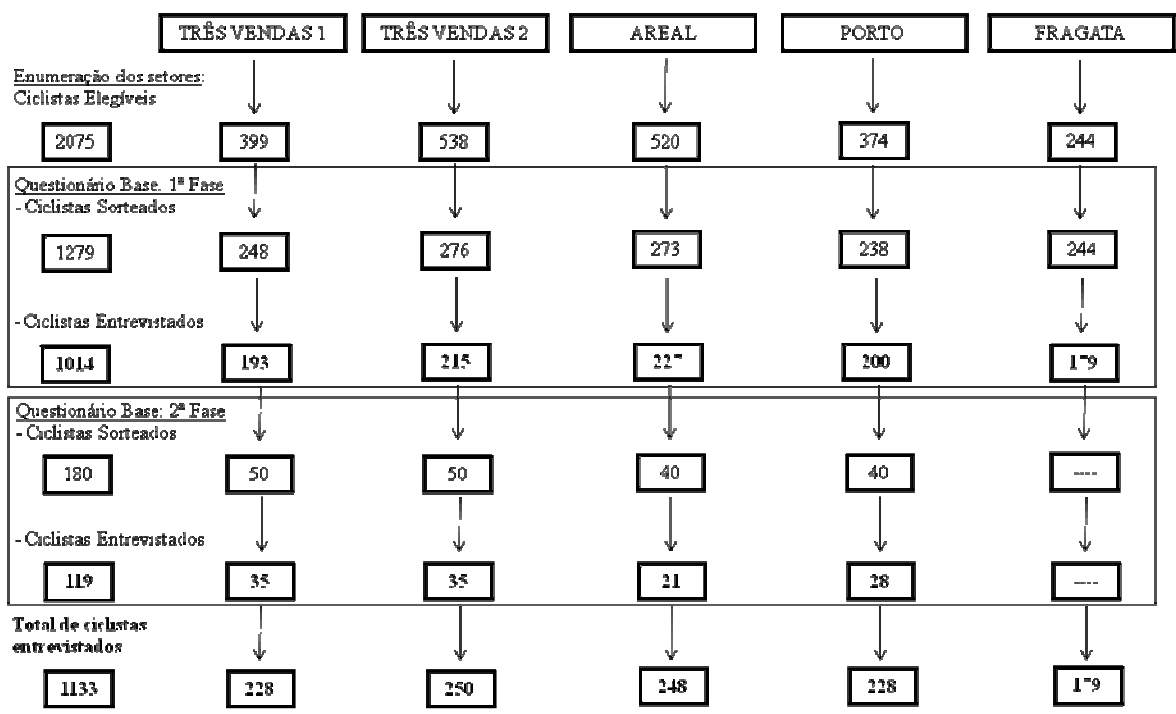 TRÊS VENDAS 1 TRÊS VENDAS 2 AREAL PORTO FRAGATA
Enumeração dos setores:
Ciclistas Elegíveis
2075 399 538 520 374 244
Questionário Base. 1ª Fase
- Ciclistas Sorteados
1279 248 276 273 238 244
- Ciclistas Entrevistados
1014 193 215 227 200 179
Questionário Base: 2ª Fase
- Ciclistas Sorteados
180 50 50 40 40 ----
- Ciclistas Entrevistados
119 35 35 21 28 ----
Total de ciclistas
entrevistados
1133 228 250 248 228 179